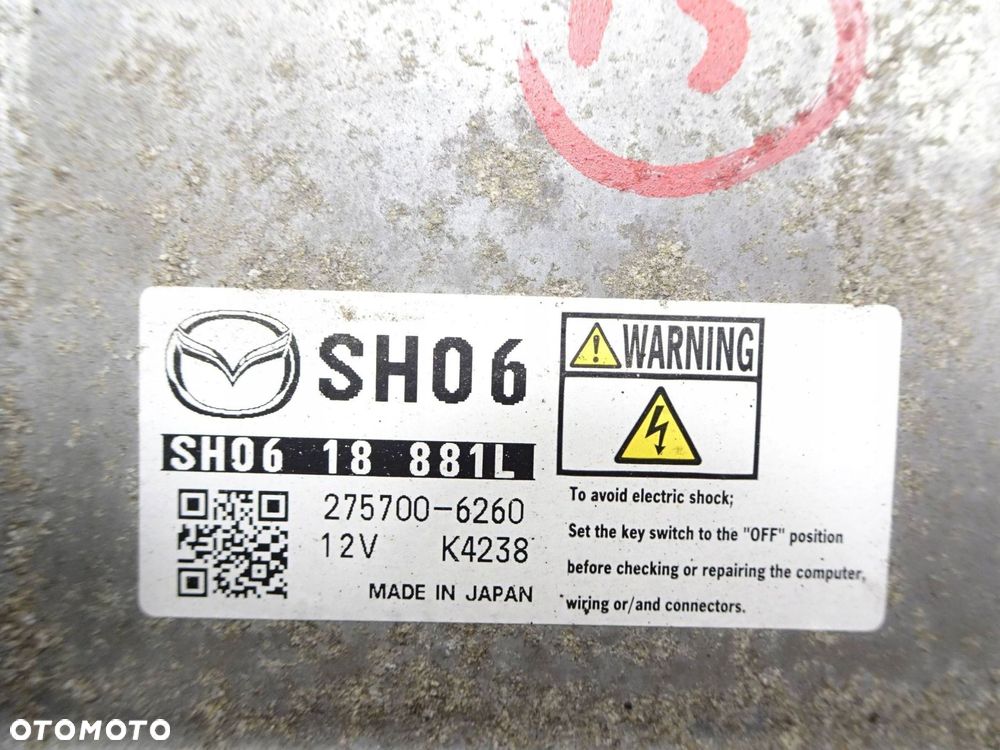 SH06
SH06 18 881L
275700-6260
12V K4238
MADE IN JAPAN
WARNING
To avoid electric shock;
Set the key switch to the "OFF" position
before checking or repairing the computer,
wiring or/and connectors.
OTOMOTO